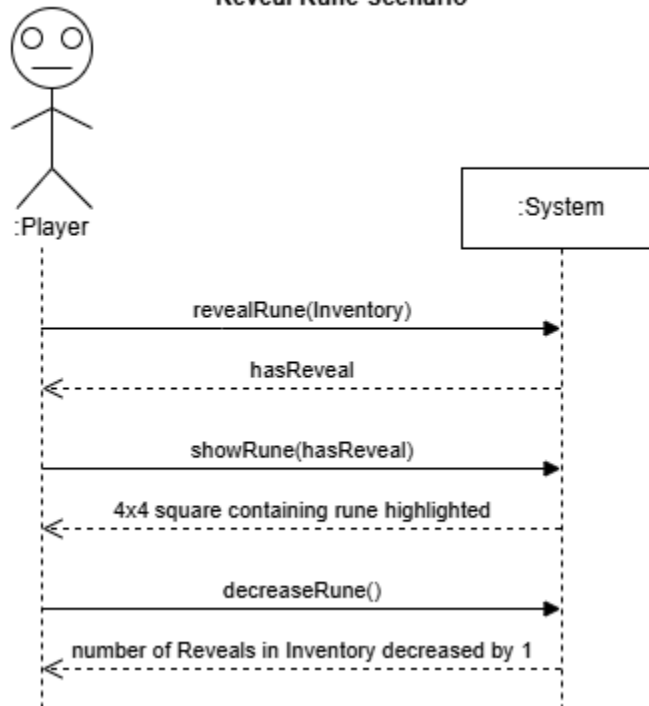 Reveal Rune Scenario
:Player
:System
revealRune(Inventory)
hasReveal
showRune(hasReveal)
4x4 square containing rune highlighted
decreaseRune()
number of Reveals in Inventory decreased by 1